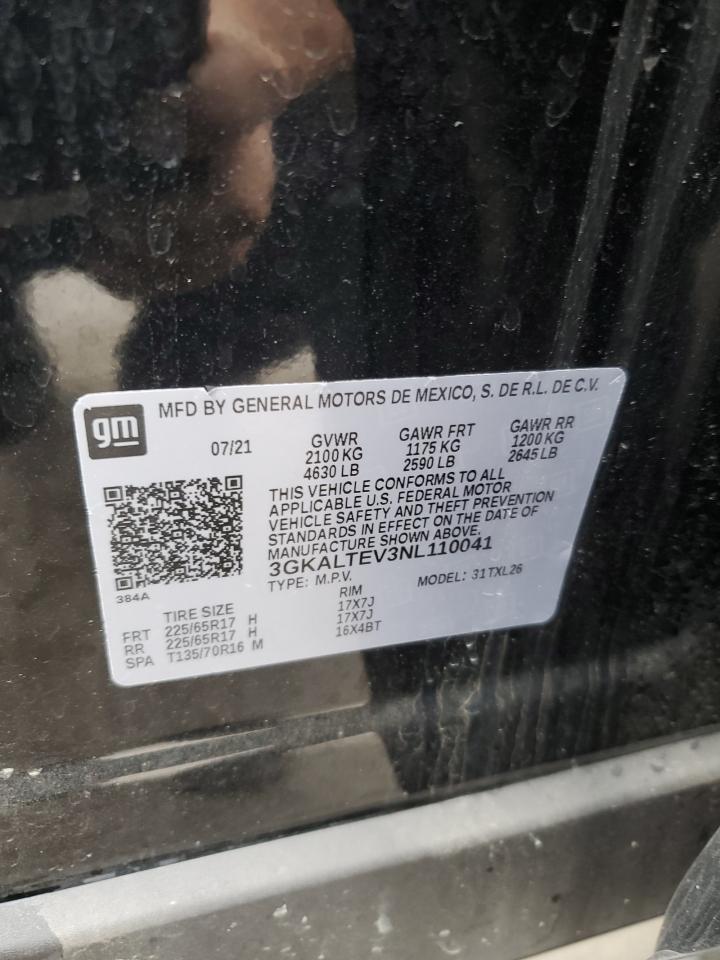 gm
MFD BY GENERAL MOTORS DE MEXICO, S. DE R.L. DE C.V.
07/21
GVWR
2100 KG
4630 LB
GAWR FRT
1175 KG
2590 LB
GAWR RR
1200 KG
2645 LB
THIS VEHICLE CONFORMS TO ALL
APPLICABLE U.S. FEDERAL MOTOR
VEHICLE SAFETY AND THEFT PREVENTION
STANDARDS IN EFFECT ON THE DATE OF
MANUFACTURE SHOWN ABOVE.
3GKALTEV3NL110041
TYPE: M.P.V. MODEL: 31TXL26
384A
TIRE SIZE RIM
FRT 225/65R17 H 17X7J
RR 225/65R17 H 17X7J
SPA T135/70R16 M 16X4BT